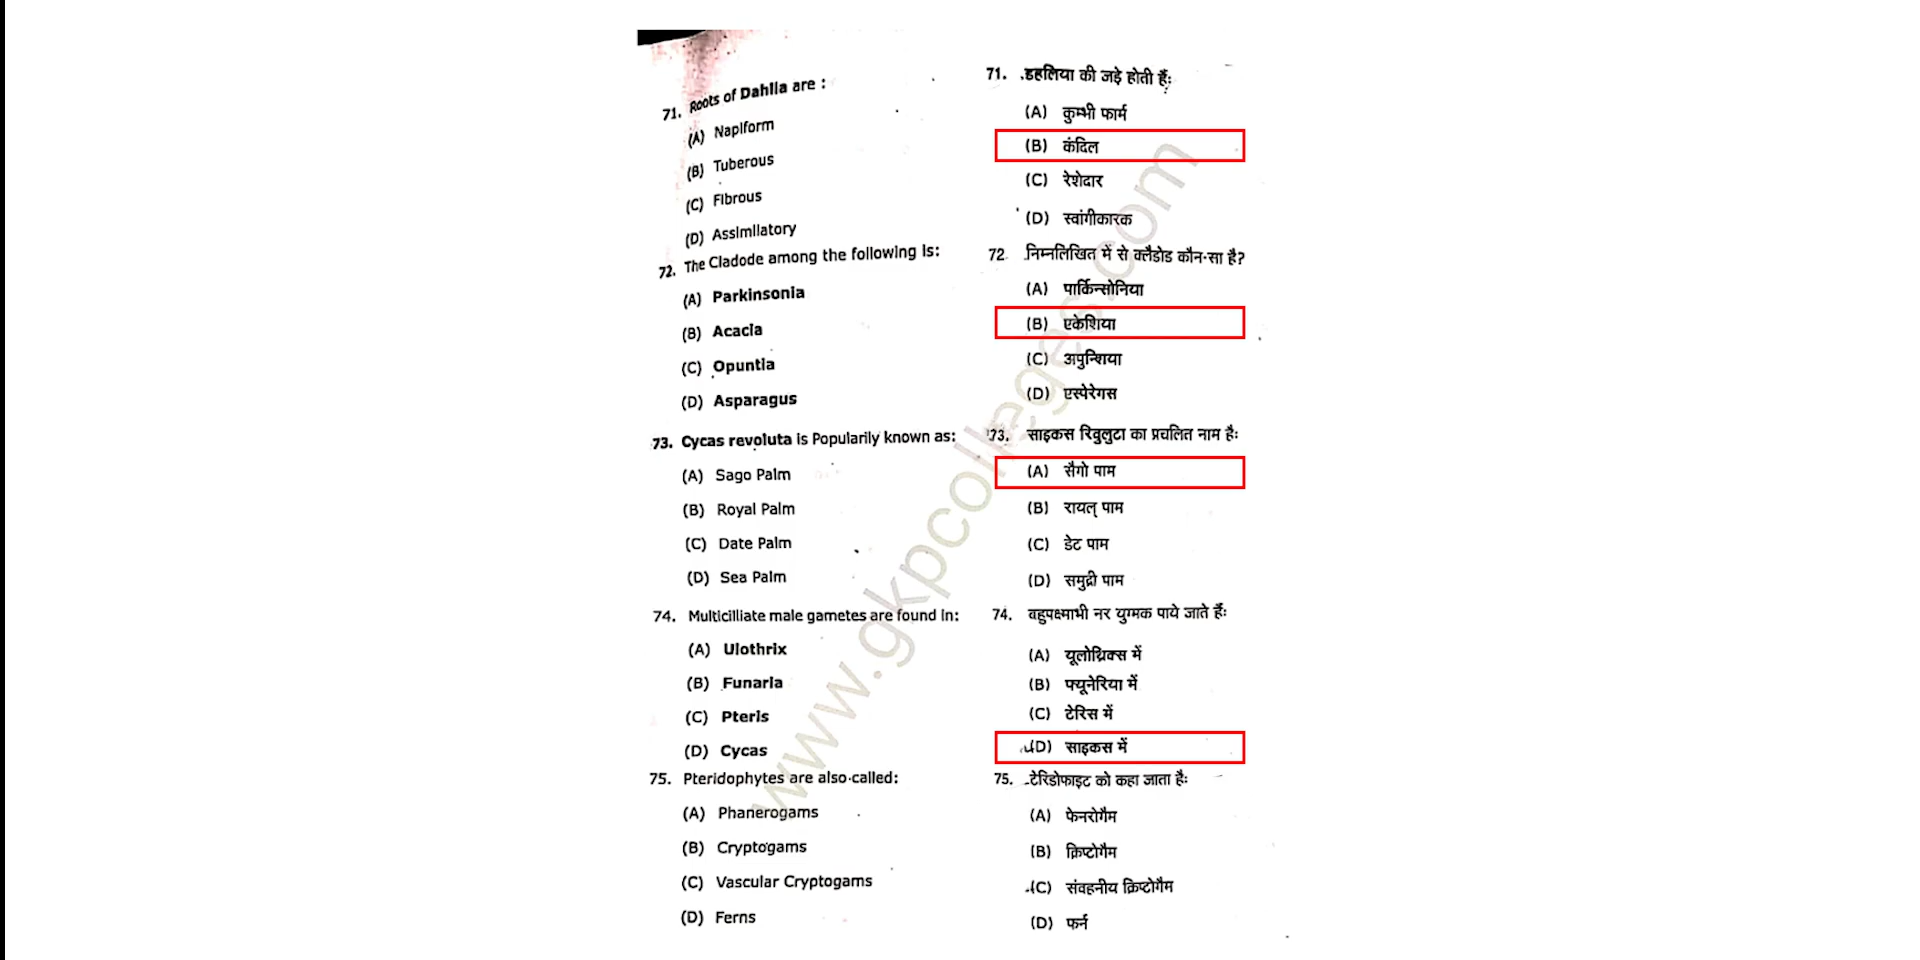 71. Roots of Dahlia are :
(A) Napiform
(B) Tuberous
(C) Fibrous
(D) Assimilatory
72. The Cladode among the following is:
(A) Parkinsonia
(B) Acacia
(C) Opuntia
(D) Asparagus
73. Cycas revoluta is Popularily known as:
(A) Sago Palm
(B) Royal Palm
(C) Date Palm
(D) Sea Palm
74. Multicilliate male gametes are found in:
(A) Ulothrix
(B) Funaria
(C) Pteris
(D) Cycas
75. Pteridophytes are also called:
(A) Phanerogams
(B) Cryptogams
(C) Vascular Cryptogams
(D) Ferns
71. डहलिया की जड़े होती हैं:
(A) कुम्भी फार्म
(B) कंदिल
(C) रेशेदार
(D) स्वांगीकारक
72 निम्नलिखित में से क्लैडोड कौन-सा है?
(A) पार्किन्सोनिया
(B) एकेशिया
(C) अपुन्शिया
(D) एस्पेरेगस
73. साइकस रिवुलुटा का प्रचलित नाम है:
(A) सैगो पाम
(B) रायल् पाम
(C) डेट पाम
(D) समुद्री पाम
74. बहुपक्ष्माभी नर युग्मक पाये जाते हैं:
(A) यूलोथ्रिक्स में
(B) फ्यूनेरिया में
(C) टेरिस में
(D) साइकस में
75. टेरिडोफाइट को कहा जाता है:
(A) फेनरोगैम
(B) क्रिप्टोगैम
(C) संवहनीय क्रिप्टोगैम
(D) फर्न
www.gkpcolleges.com